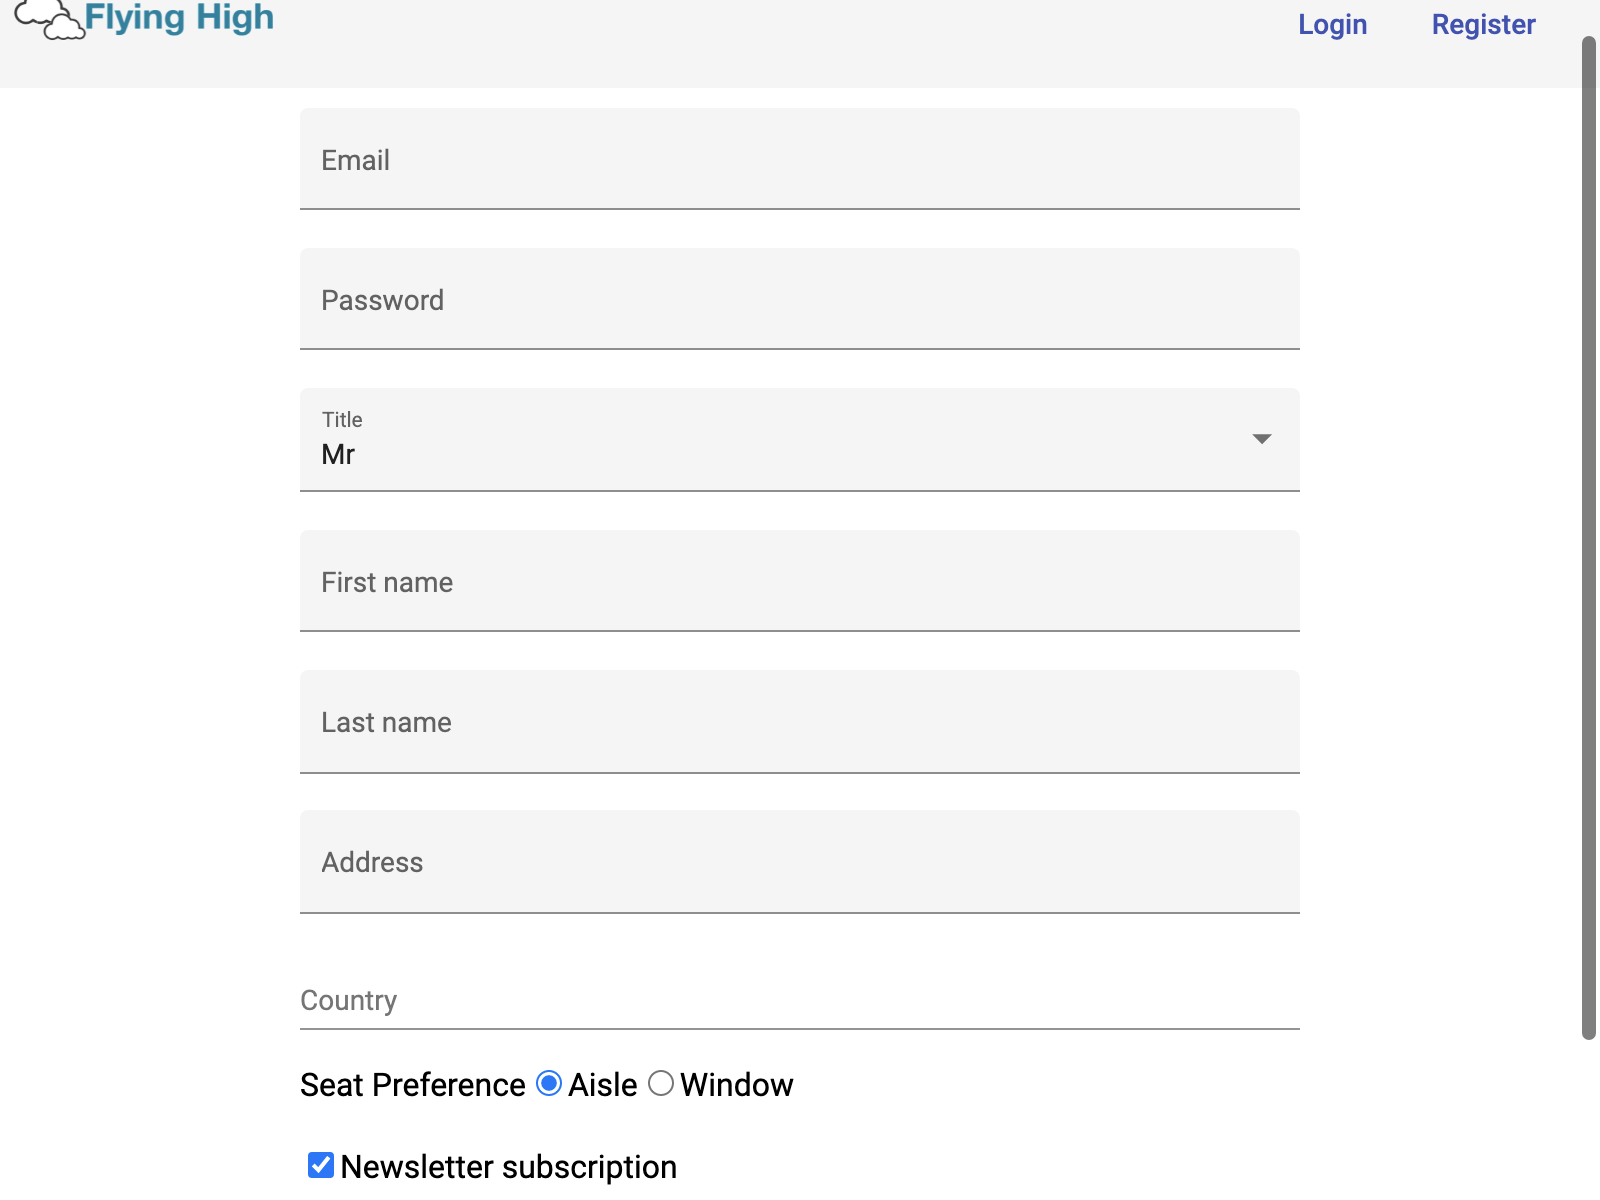 Flying High
Login
Register
Email
Password
Title
Mr
First name
Last name
Address
Country
Seat Preference Aisle Window
Newsletter subscription